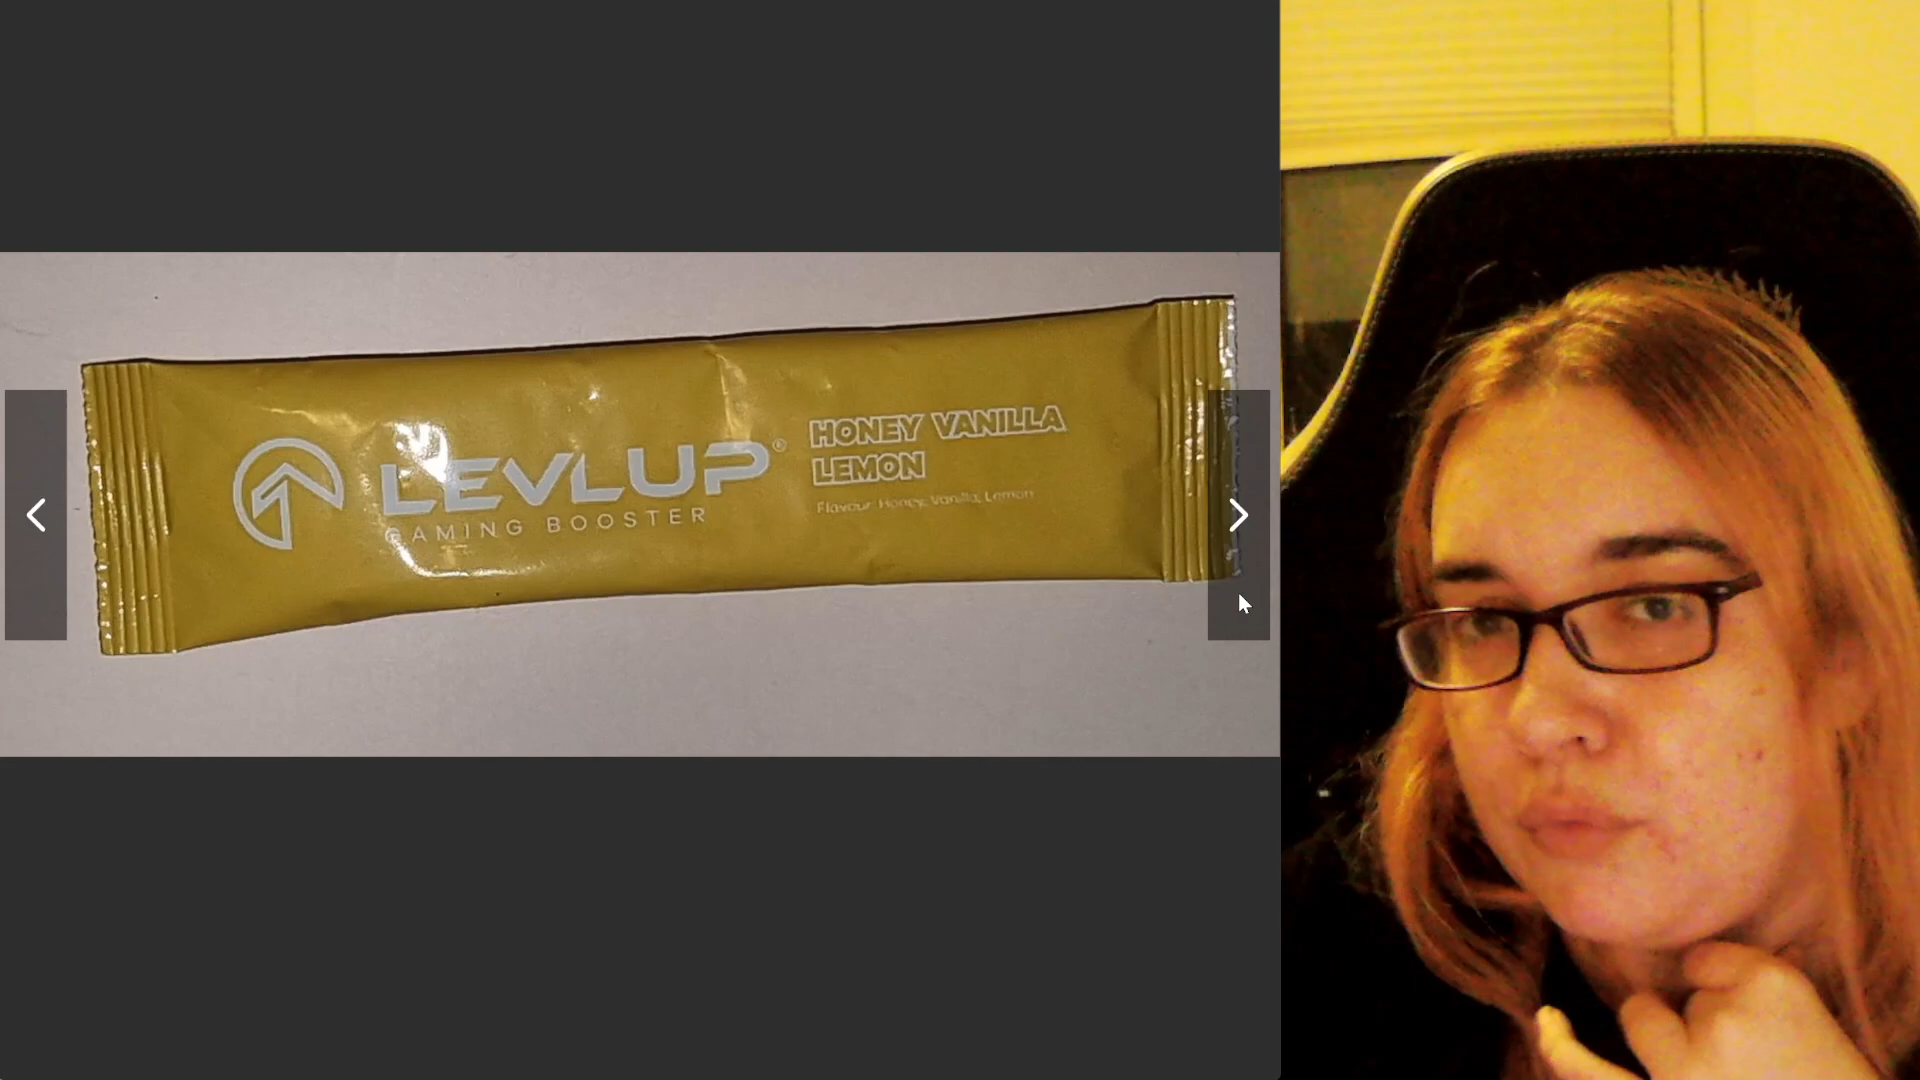 LEVLUP®
GAMING BOOSTER
HONEY VANILLA
LEMON
Flavour: Honey, Vanilla, Lemon